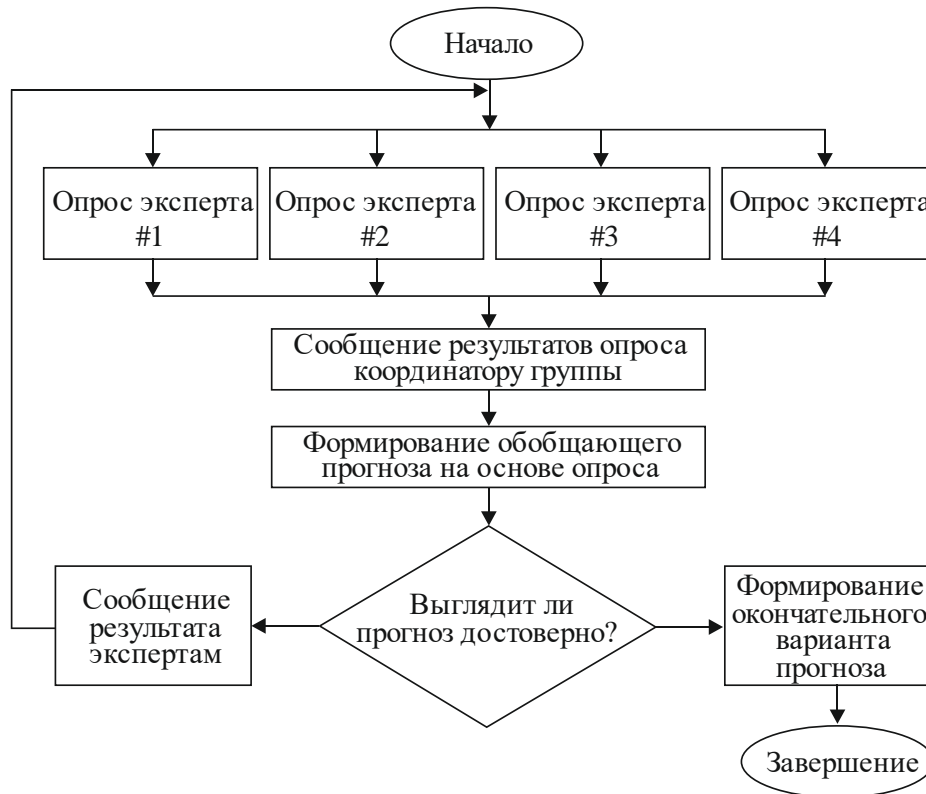 Начало
Опрос эксперта
#1
Опрос эксперта
#2
Опрос эксперта
#3
Опрос эксперта
#4
Сообщение результатов опроса
координатору группы
Формирование обобщающего
прогноза на основе опроса
Выглядит ли
прогноз достоверно?
Сообщение
результата
экспертам
Формирование
окончательного
варианта
прогноза
Завершение